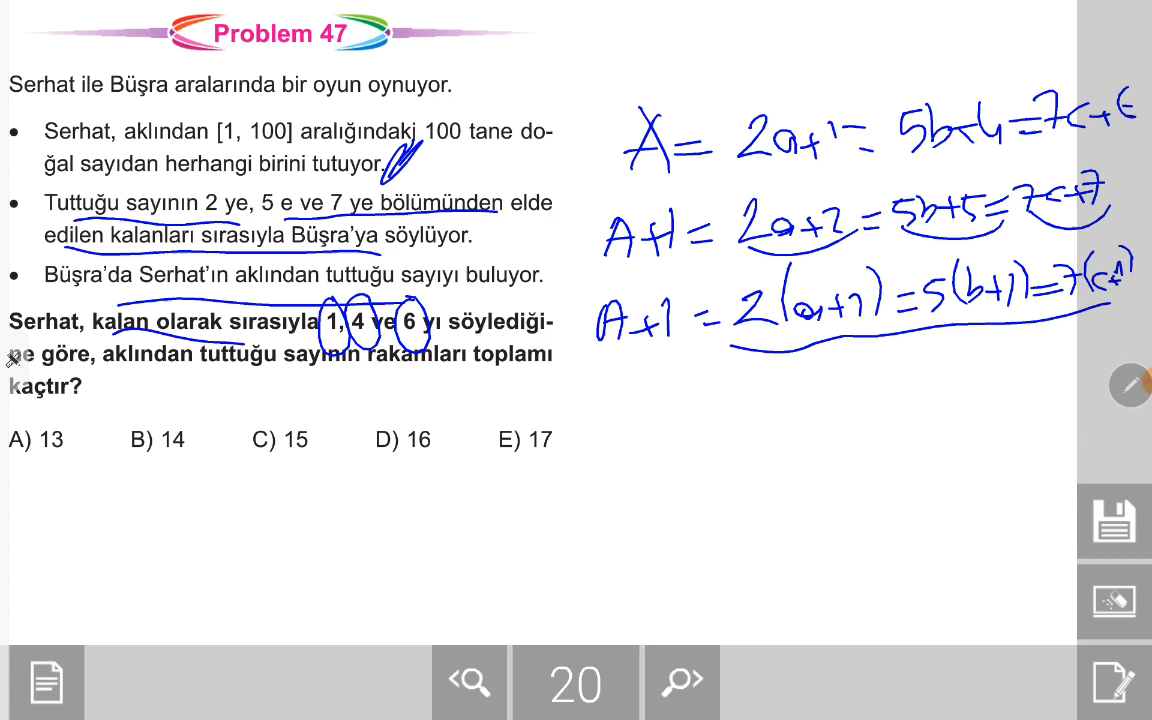 Problem 47
Serhat ile Büşra aralarında bir oyun oynuyor.
• Serhat, aklından [1, 100] aralığındaki 100 tane do-
ğal sayıdan herhangi birini tutuyor.
• Tuttuğu sayının 2 ye, 5 e ve 7 ye bölümünden elde
edilen kalanları sırasıyla Büşra'ya söylüyor.
• Büşra'da Serhat'ın aklından tuttuğu sayıyı buluyor.
Serhat, kalan olarak sırasıyla 1, 4 ve 6 yı söylediği-
ne göre, aklından tuttuğu sayının rakamları toplamı
kaçtır?
A) 13 B) 14 C) 15 D) 16 E) 17
A = 2a+1 = 5b+4 = 7c+6
A+1 = 2a+2 = 5b+5 = 7c+7
A+1 = 2(a+1) = 5(b+1) = 7(c+1)
20